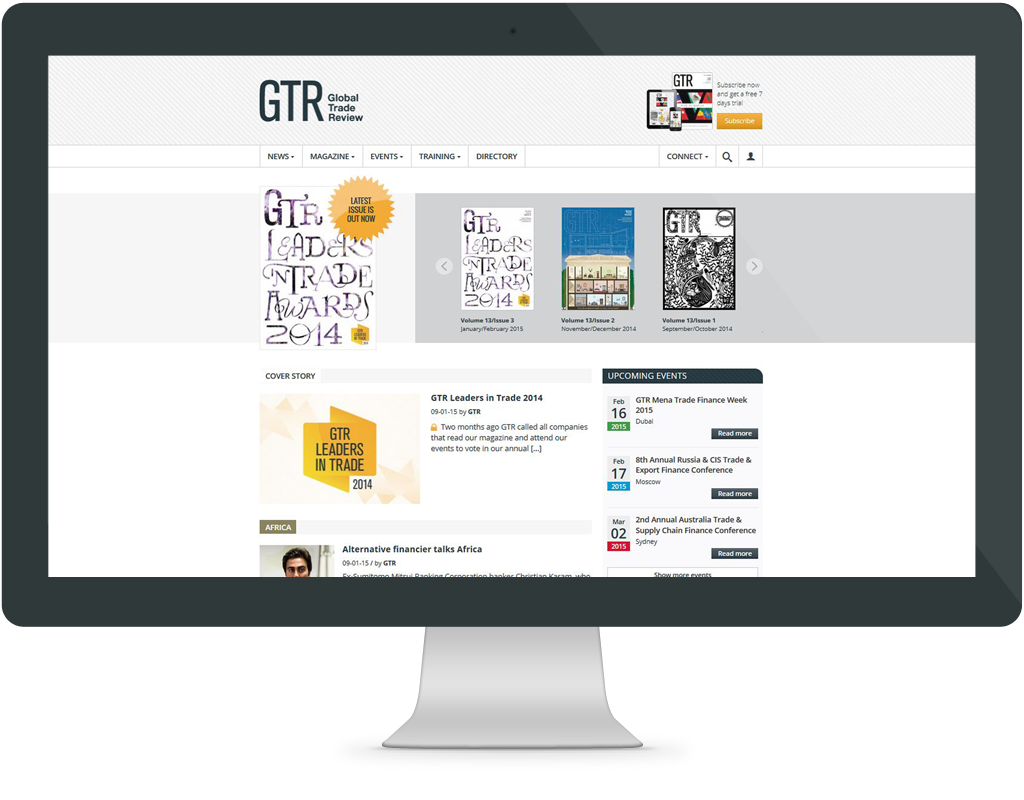 GTR Global
Trade
Review
GTR
Subscribe now
and get a free 7
days trial
Subscribe
NEWS
MAGAZINE
EVENTS
TRAINING
DIRECTORY
CONNECT
GTR
LEADERS
'N TRADE
AWARDS
2014
LATEST
ISSUE IS
OUT NOW
GTR
LEADERS
'N TRADE
AWARDS
2014
GTR
GTR
Volume 13/Issue 3
January/February 2015
Volume 13/Issue 2
November/December 2014
Volume 13/Issue 1
September/October 2014
COVER STORY
GTR
LEADERS
IN TRADE
2014
GTR Leaders in Trade 2014
09-01-15 by GTR
Two months ago GTR called all companies
that read our magazine and attend our
events to vote in our annual [...]
AFRICA
Alternative financier talks Africa
09-01-15 / by GTR
Ex-Sumitomo Mitsui Banking Corporation banker Christian Karam, who
UPCOMING EVENTS
Feb
16
2015
GTR Mena Trade Finance Week
2015
Dubai
Read more
Feb
17
2015
8th Annual Russia & CIS Trade &
Export Finance Conference
Moscow
Read more
Mar
02
2015
2nd Annual Australia Trade &
Supply Chain Finance Conference
Sydney
Read more
Show more events